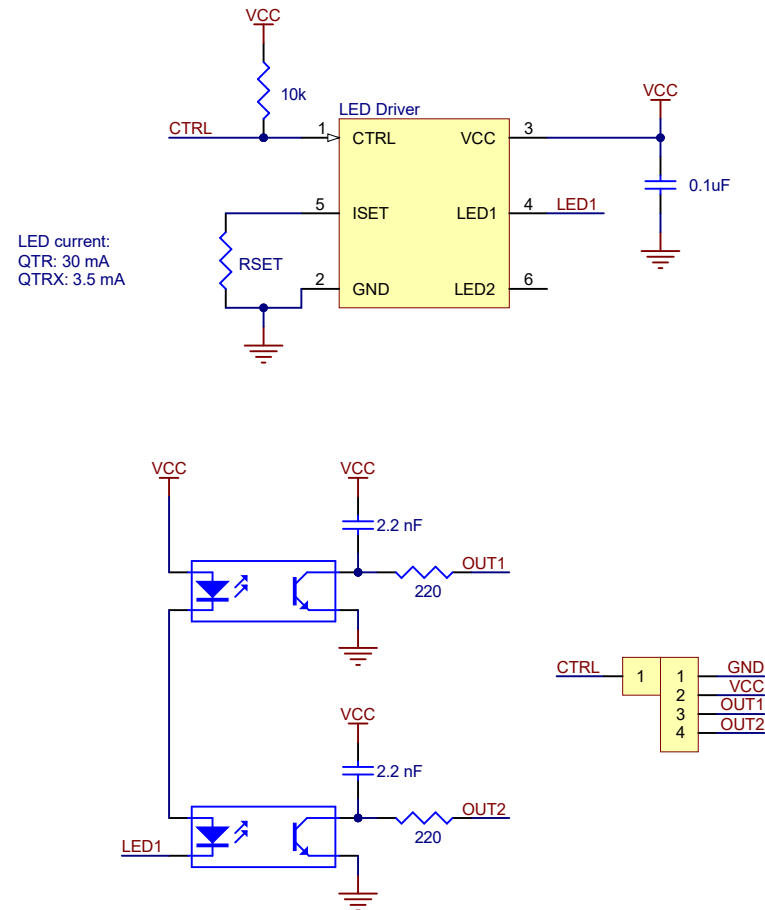 VCC
10k
LED Driver
CTRL
1
CTRL
VCC
3
VCC
0.1uF
5
ISET
LED1
4
LED1
LED current:
QTR: 30 mA
QTRX: 3.5 mA
RSET
2
GND
LED2
6
VCC
VCC
2.2 nF
OUT1
220
CTRL
1
1
GND
2
VCC
3
OUT1
4
OUT2
VCC
2.2 nF
OUT2
220
LED1